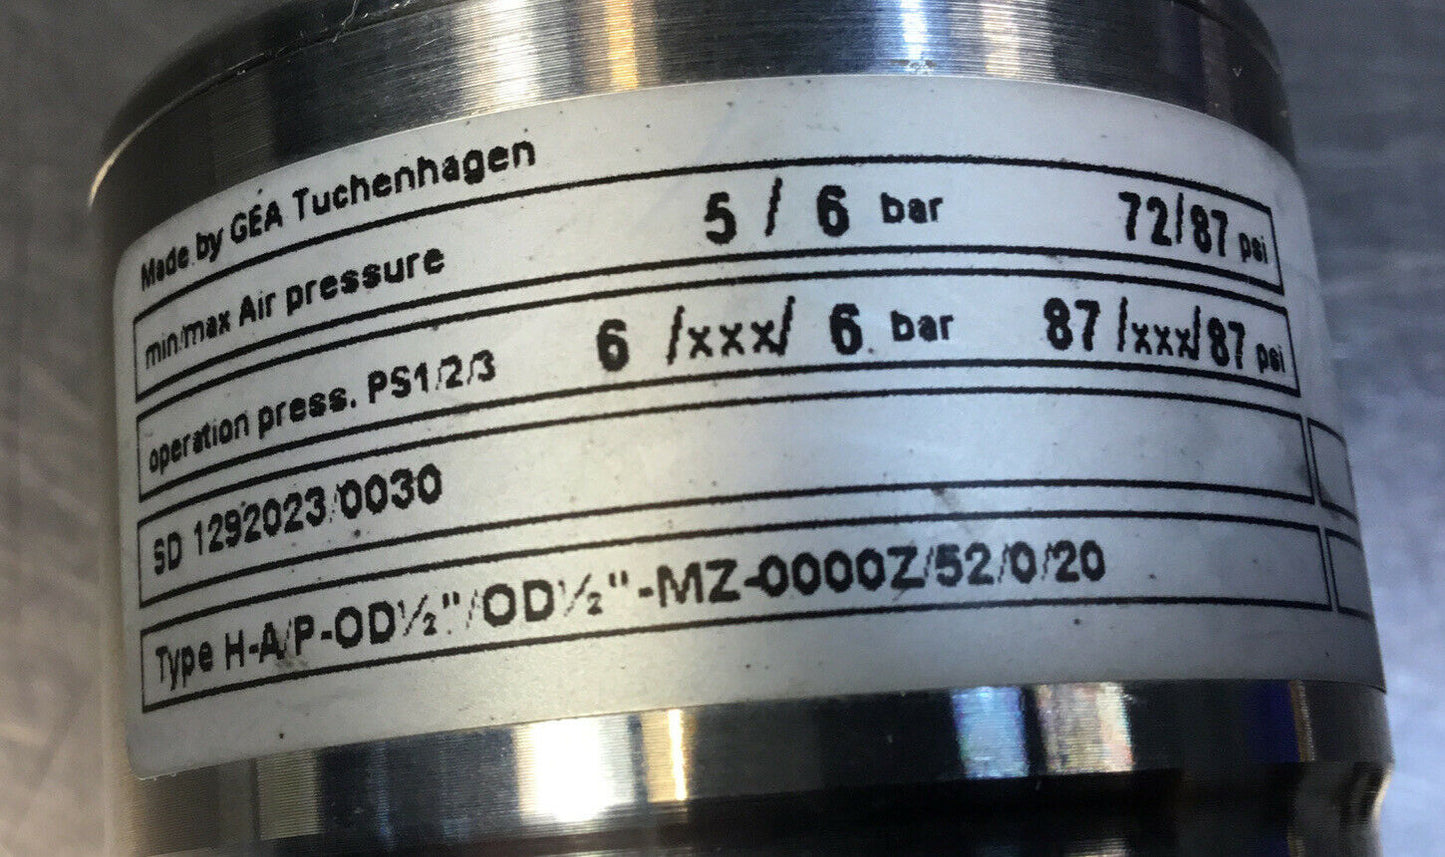 Made by GEA Tuchenhagen
min/max Air pressure 5 / 6 bar 72/87 psi
operation press. PS1/2/3 6 /xxx/ 6 bar 87 /xxx/87 psi
SD 1292023/0030
Type H-A/P-OD½"/OD½"-MZ-0000Z/52/0/20